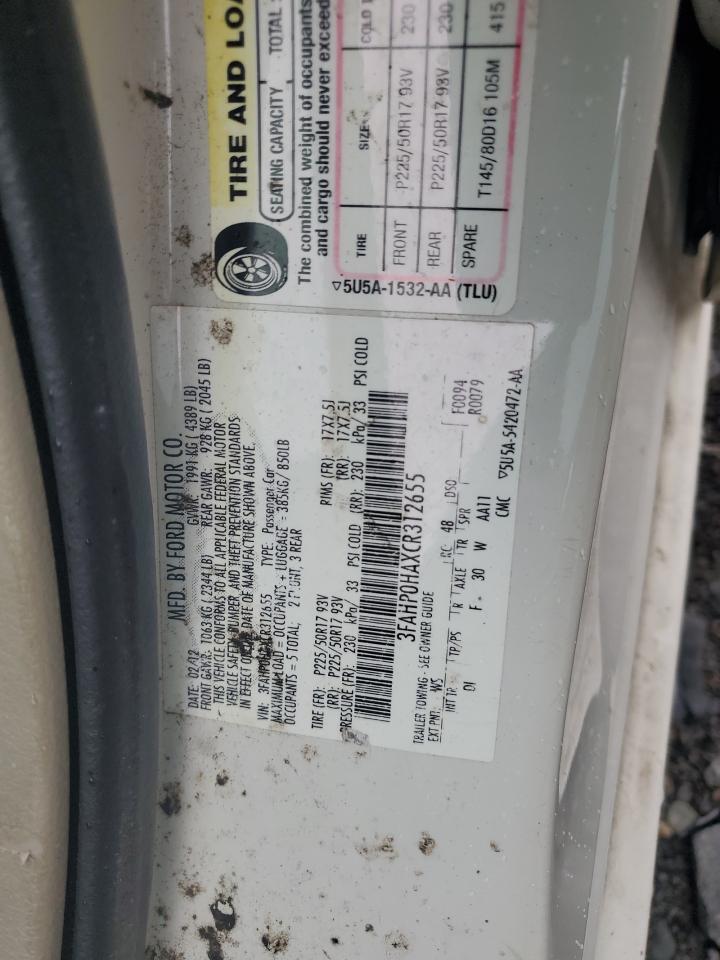 TIRE AND LOA
SEATING CAPACITY TOTAL
The combined weight of occupants
and cargo should never exceed
TIRE SIZE COLD T
FRONT P225/50R17 93V 230
REAR P225/50R17 93V 230
SPARE T145/80D16 105M 415
5U5A-1532-AA (TLU)
MFD. BY FORD MOTOR CO.
DATE: 02/12 GVWR: 1991 KG ( 4389 LB)
FRONT GAWR: 1063 KG ( 2344 LB) REAR GAWR: 928 KG ( 2045 LB)
THIS VEHICLE CONFORMS TO ALL APPLICABLE FEDERAL MOTOR
VEHICLE SAFETY BUMPER, AND THEFT PREVENTION STANDARDS
IN EFFECT ON DATE OF MANUFACTURE SHOWN ABOVE.
VIN: TYPE: Passenger Car
MAXIMUM LOAD = OCCUPANTS + LUGGAGE = 385KG/ 850LB
OCCUPANTS = 5 TOTAL; 2 FRONT, 3 REAR
TIRE (FR): P225/50R17 93V RIMS (FR): 17X7.5J
(RR): P225/50R17 93V (RR): 17X7.5J
PRESSURE (FR): 230 kPa/ 33 PSI COLD (RR): 230 kPa/ 33 PSI COLD
3FAHP0HAXCR312655
TRAILER TOWING - SEE OWNER GUIDE F0094
EXT PNT: WS RC: 48 DSO: R0079
INT TR TP/PS R AXLE TR SPR
DI F 30 W AA11
CMC 5U5A-5420472-AA